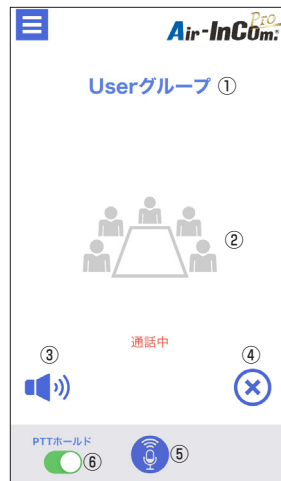 Air-InCom.® Pro
Userグループ ①
②
通話中
③ ④
PTTホールド
⑥ ⑤